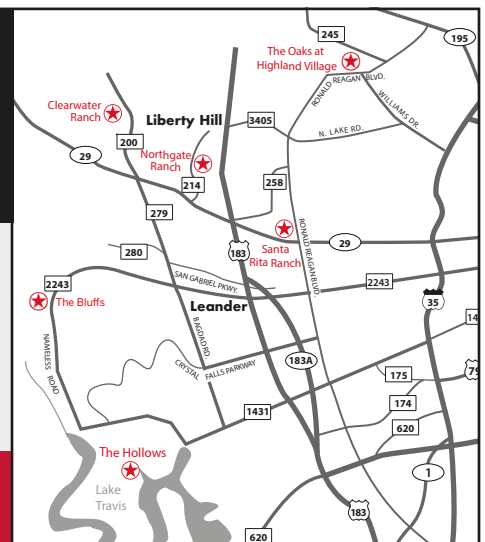 245
195
The Oaks at
Highland Village
RONALD REAGAN BLVD.
WILLIAMS DR.
Clearwater
Ranch
Liberty Hill
3405
N. LAKE RD.
200
29
Northgate
Ranch
214
258
279
Santa
Rita Ranch
RONALD REAGAN BLVD.
29
280
183
SAN GABRIEL PKWY.
2243
2243
The Bluffs
Leander
35
NAMELESS ROAD
BAGDAD RD.
CRYSTAL FALLS PARKWAY
183A
14
175
79
174
1431
620
The Hollows
Lake
Travis
1
183
620